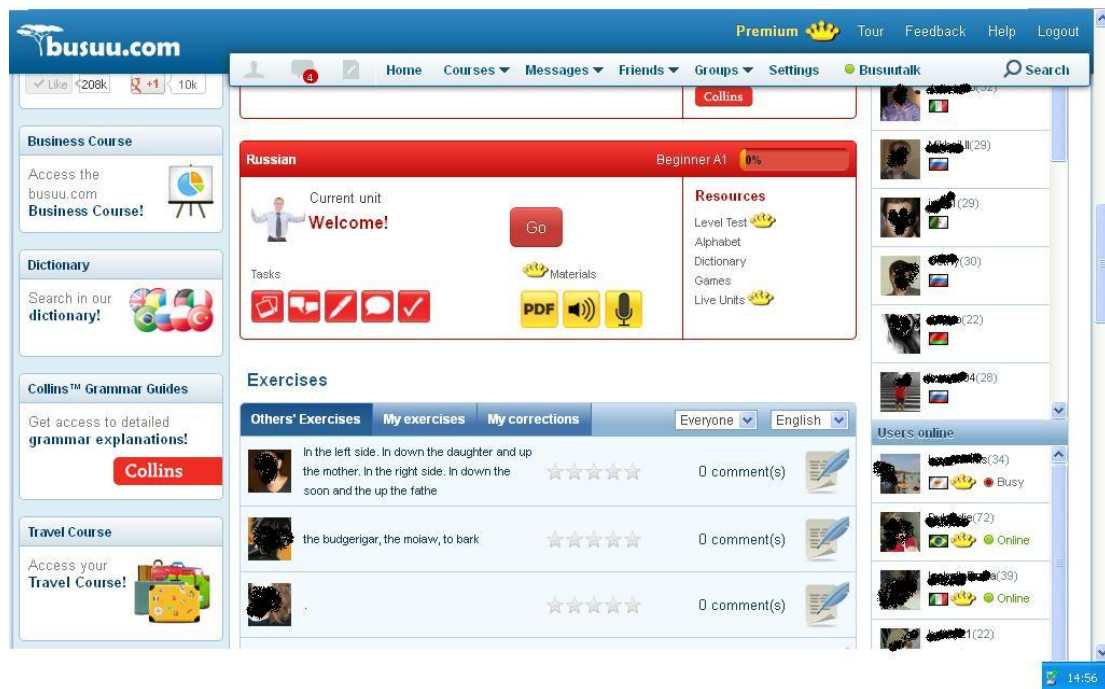 busuu.com
Premium Tour Feedback Help Logout
4 Home Courses Messages Friends Groups Settings Busuutalk Search
Like 208k +1 10k
Collins
(32)
Business Course
Access the
busuu.com
Business Course!
Dictionary
Search in our
dictionary!
Collins™ Grammar Guides
Get access to detailed
grammar explanations!
Collins
Travel Course
Access your
Travel Course!
Russian Beginner A1 0%
Current unit
Welcome!
Go
Tasks
Materials
PDF
Resources
Level Test
Alphabet
Dictionary
Games
Live Units
Exercises
Others' Exercises My exercises My corrections Everyone English
In the left side. In down the daughter and up
the mother. In the right side. In down the
soon and the up the fathe
0 comment(s)
the budgerigar, the moiaw, to bark
0 comment(s)
.
0 comment(s)
(29)
(29)
(30)
(22)
(28)
Users online
(34)
Busy
(72)
Online
(39)
Online
(22)
14:56